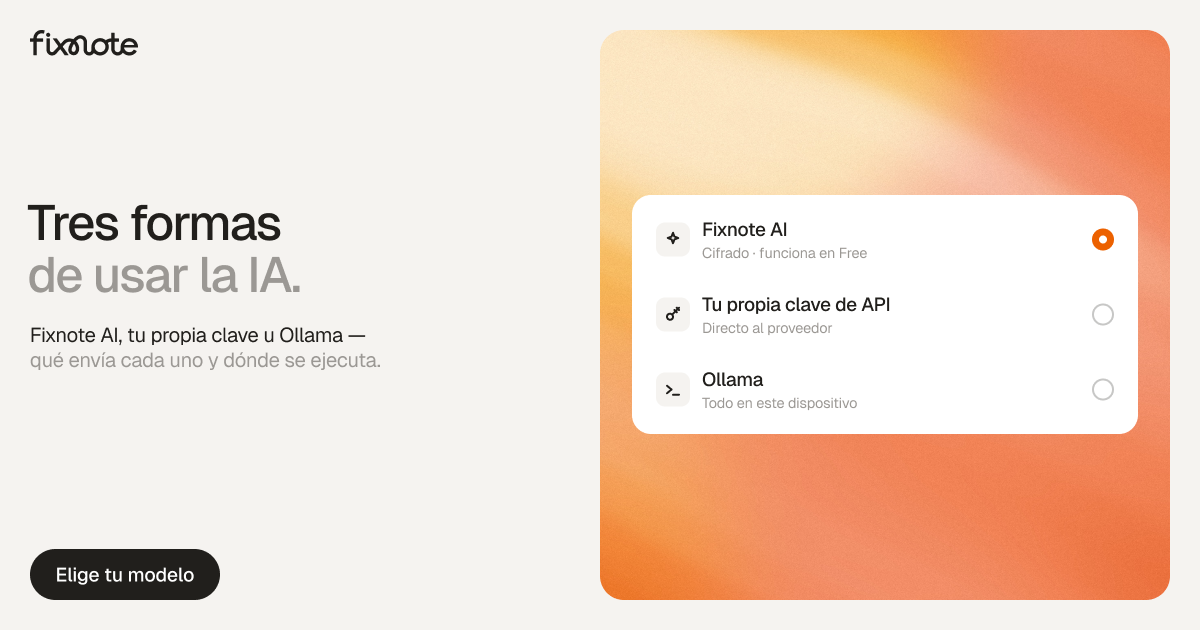 fixnote
Tres formas
de usar la IA.
Fixnote AI, tu propia clave u Ollama —
qué envía cada uno y dónde se ejecuta.
Elige tu modelo
Fixnote AI
Cifrado · funciona en Free
Tu propia clave de API
Directo al proveedor
Ollama
Todo en este dispositivo